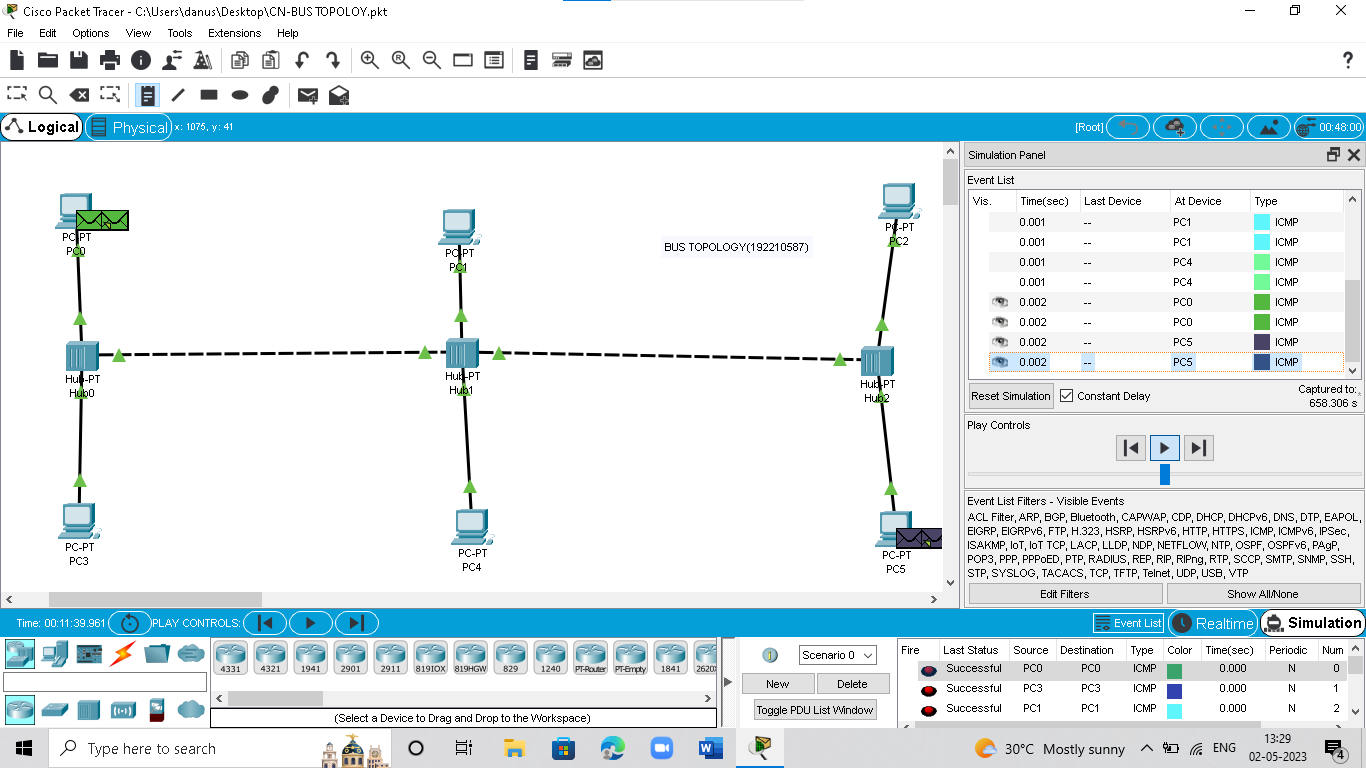 Cisco Packet Tracer - C:\Users\danus\Desktop\CN-BUS TOPOLOY.pkt
File Edit Options View Tools Extensions Help
?
Logical Physical x: 1075, y: 41 [Root] 00:48:00
PC-PT
PC0
PC-PT
PC1
PC-PT
PC2
BUS TOPOLOGY(192210587)
Hub-PT
Hub0
Hub-PT
Hub1
Hub-PT
Hub2
PC-PT
PC3
PC-PT
PC4
PC-PT
PC5
Simulation Panel
Event List
Vis. Time(sec) Last Device At Device Type
0.001 -- PC1 ICMP
0.001 -- PC1 ICMP
0.001 -- PC4 ICMP
0.001 -- PC4 ICMP
0.002 -- PC0 ICMP
0.002 -- PC0 ICMP
0.002 -- PC5 ICMP
0.002 -- PC5 ICMP
Reset Simulation Constant Delay Captured to:
658.306 s
Play Controls
Event List Filters - Visible Events
ACL Filter, ARP, BGP, Bluetooth, CAPWAP, CDP, DHCP, DHCPv6, DNS, DTP, EAPOL,
EIGRP, EIGRPv6, FTP, H.323, HSRP, HSRPv6, HTTP, HTTPS, ICMP, ICMPv6, IPSec,
ISAKMP, IoT, IoT TCP, LACP, LLDP, NDP, NETFLOW, NTP, OSPF, OSPFv6, PAgP,
POP3, PPP, PPPoED, PTP, RADIUS, REP, RIP, RIPng, RTP, SCCP, SMTP, SNMP, SSH,
STP, SYSLOG, TACACS, TCP, TFTP, Telnet, UDP, USB, VTP
Edit Filters Show All/None
Time: 00:11:39.961 PLAY CONTROLS: Event List Realtime Simulation
4331 4321 1941 2901 2911 819IOX 819HGW 829 1240 PT-Router PT-Empty 1841 2620X
(Select a Device to Drag and Drop to the Workspace)
Scenario 0
New Delete
Toggle PDU List Window
Fire Last Status Source Destination Type Color Time(sec) Periodic Num
Successful PC0 PC0 ICMP 0.000 N 0
Successful PC3 PC3 ICMP 0.000 N 1
Successful PC1 PC1 ICMP 0.000 N 2
Type here to search
30°C Mostly sunny ENG 13:29
02-05-2023
4